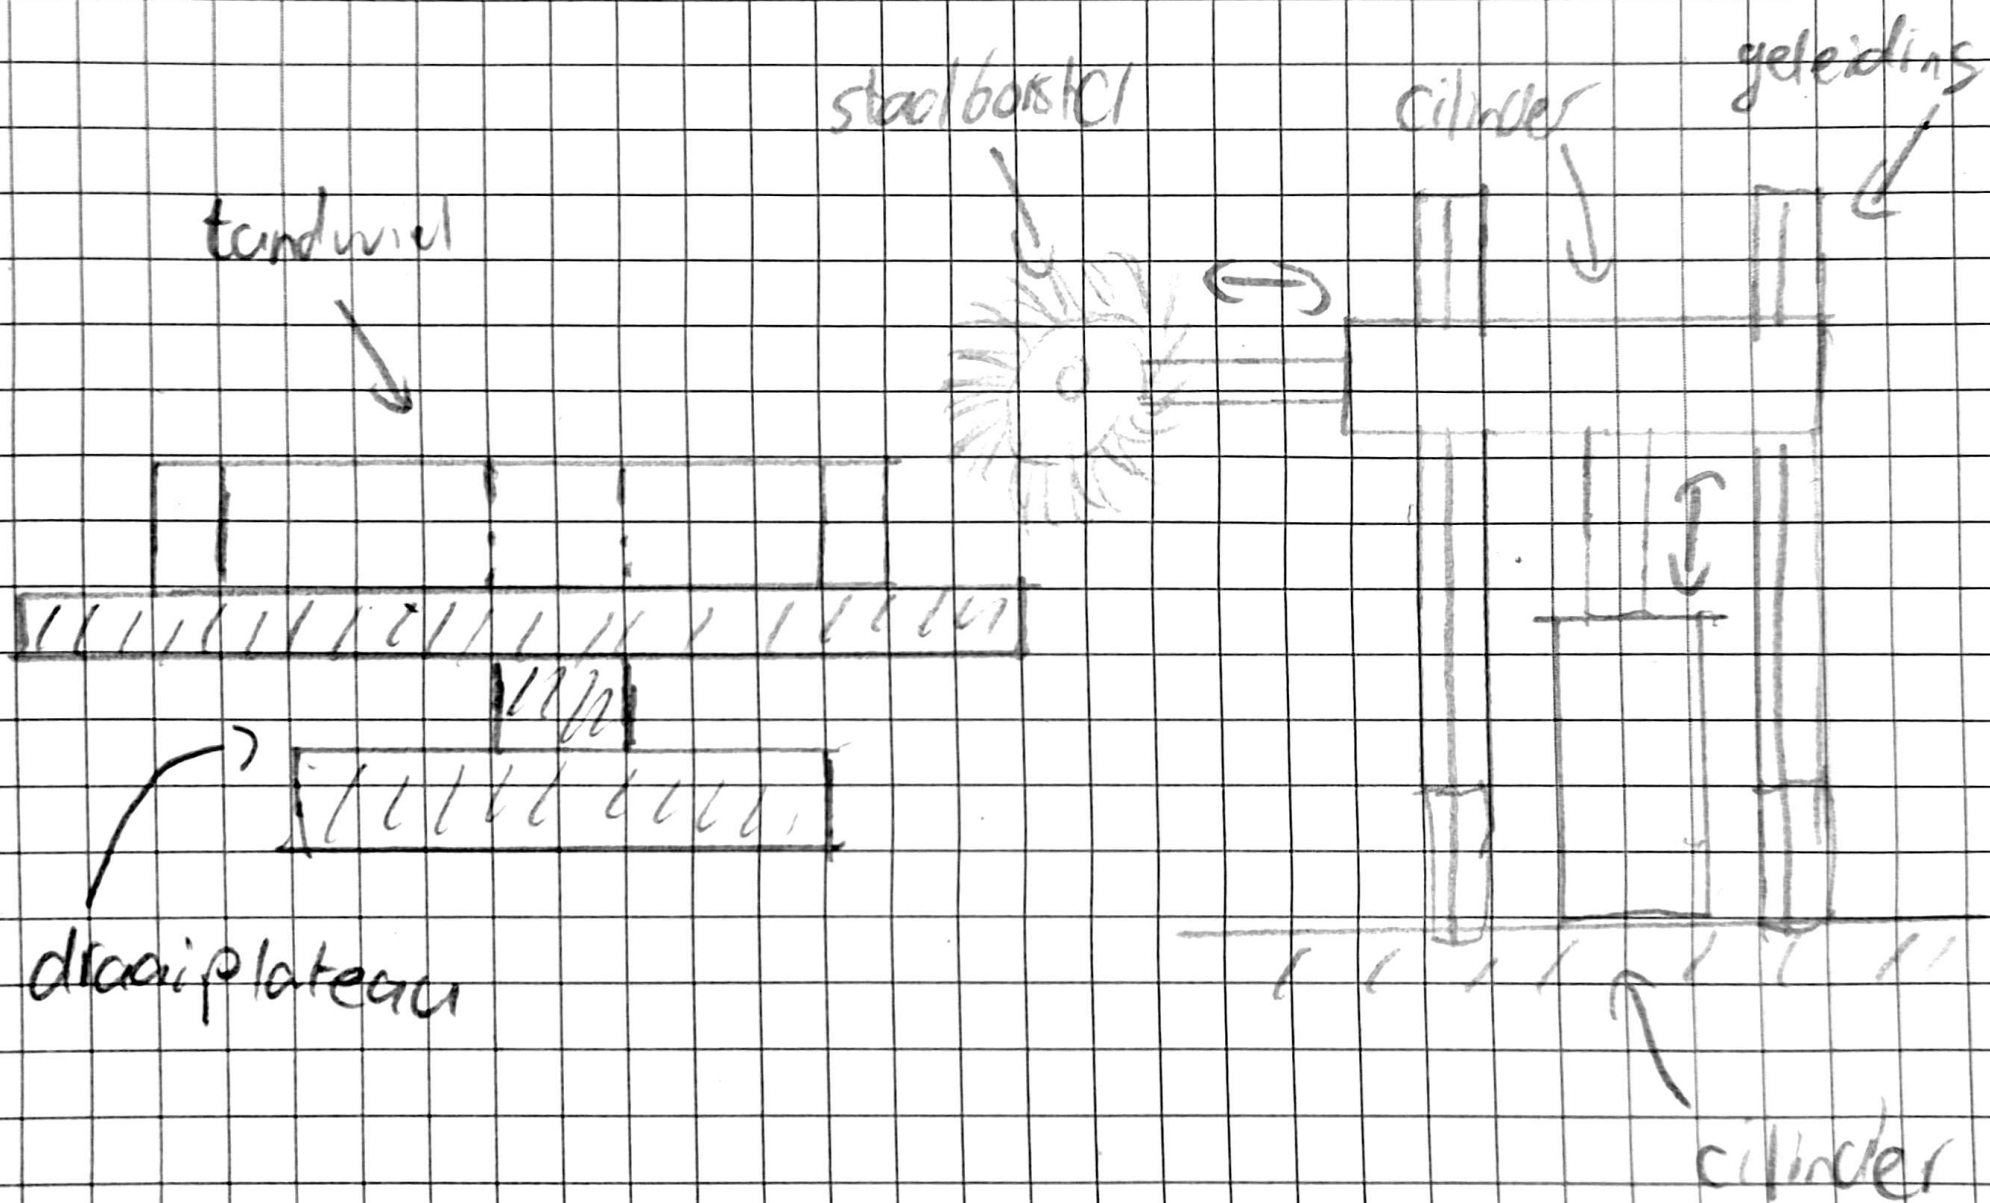 geleiding
staalborstel
cilinder
tandwiel
draaiplateau
cilinder